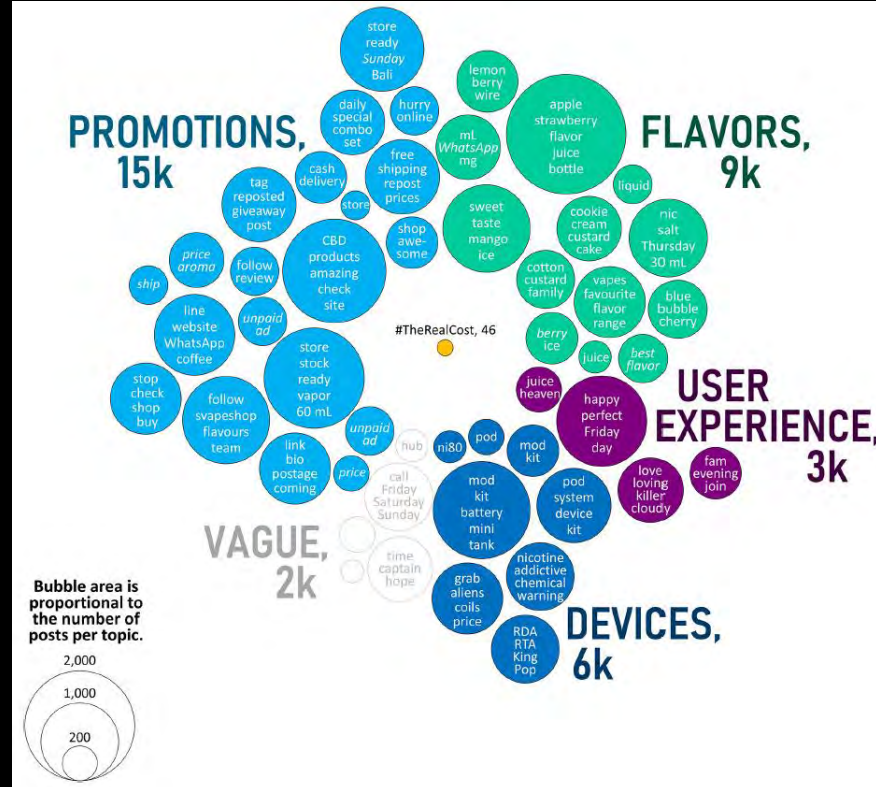 PROMOTIONS,
15k
store
ready
Sunday
Bali
daily
special
combo
set
hurry
online
cash
delivery
free
shipping
repost
prices
tag
reposted
giveaway
post
store
shop
awe-
some
CBD
products
amazing
check
site
price
aroma
follow
review
ship
line
website
WhatsApp
coffee
unpaid
ad
store
stock
ready
vapor
60 mL
stop
check
shop
buy
follow
svapeshop
flavours
team
link
bio
postage
coming
unpaid
ad
price
FLAVORS,
9k
lemon
berry
wire
apple
strawberry
flavor
juice
bottle
mL
WhatsApp
mg
liquid
sweet
taste
mango
ice
cookie
cream
custard
cake
nic
salt
Thursday
30 mL
cotton
custard
family
vapes
favourite
flavor
range
blue
bubble
cherry
berry
ice
juice
best
flavor
#TheRealCost, 46
USER
EXPERIENCE,
3k
juice
heaven
happy
perfect
Friday
day
love
loving
killer
cloudy
fam
evening
join
VAGUE,
2k
hub
call
Friday
Saturday
Sunday
time
captain
hope
DEVICES,
6k
ni80
pod
mod
kit
mod
kit
battery
mini
tank
pod
system
device
kit
nicotine
addictive
chemical
warning
grab
aliens
coils
price
RDA
RTA
King
Pop
Bubble area is
proportional to
the number of
posts per topic.
2,000
1,000
200